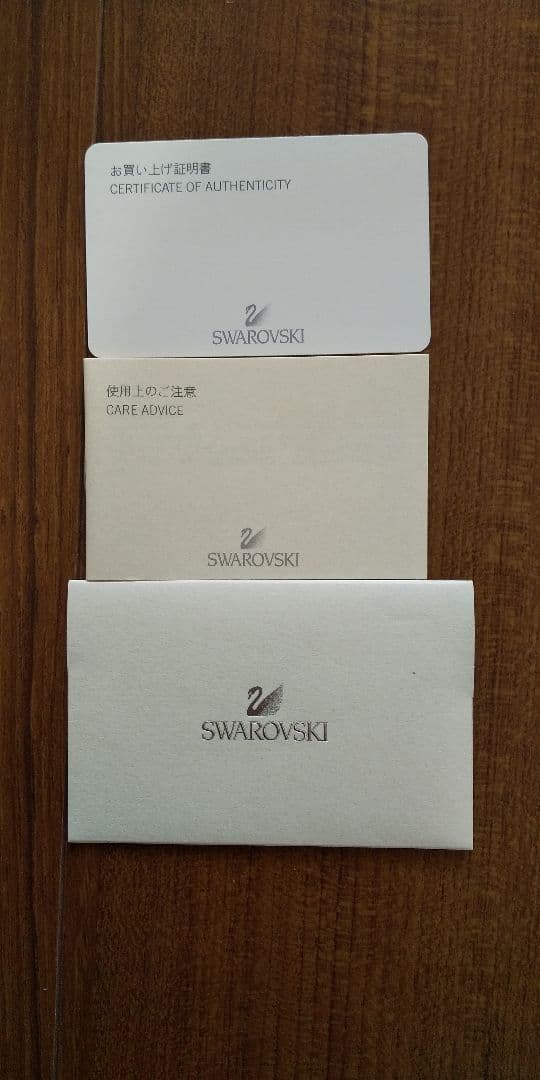 お買い上げ証明書
CERTIFICATE OF AUTHENTICITY
SWAROVSKI
使用上のご注意
CARE ADVICE
SWAROVSKI
SWAROVSKI